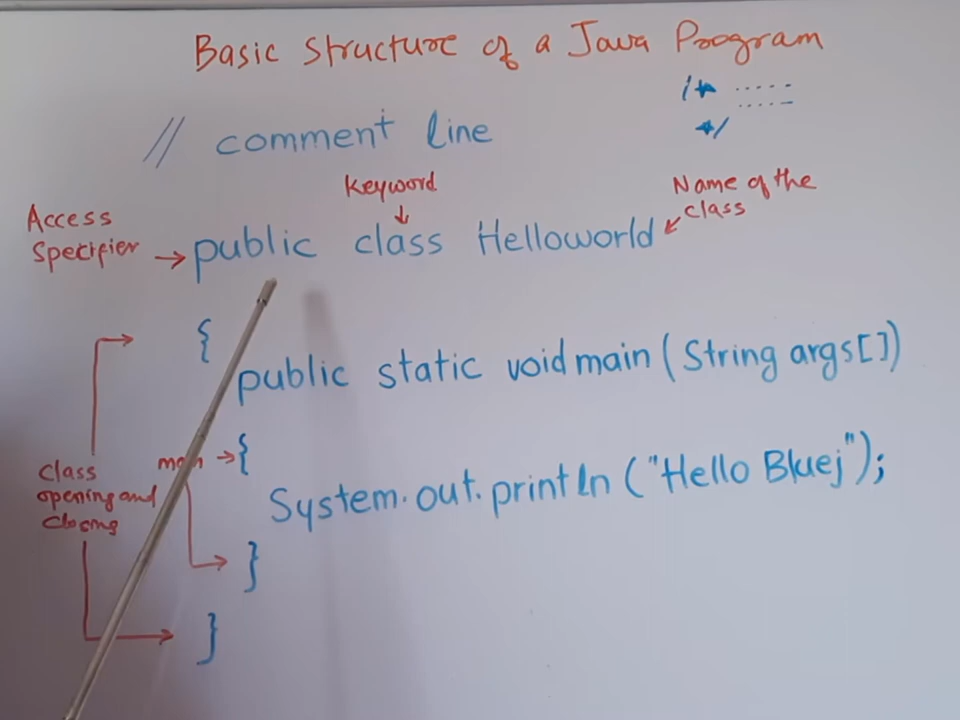 Basic Structure of a Java Program
/* .....
.....
*/
// comment line
Keyword
Name of the
class
Access
Specifier
public class Helloworld
{
public static void main (String args[])
{
main
Class
opening and
closing
System.out.println ("Hello Bluej");
}
}